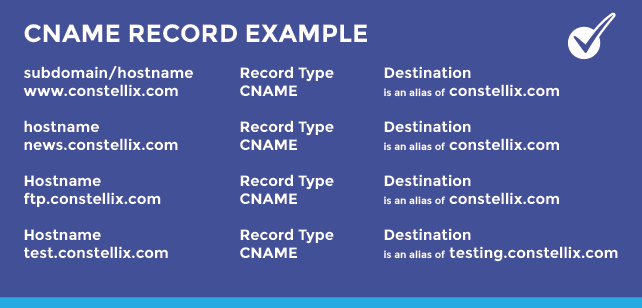 CNAME RECORD EXAMPLE
subdomain/hostname Record Type Destination
www.constellix.com CNAME is an alias of constellix.com
hostname Record Type Destination
news.constellix.com CNAME is an alias of constellix.com
Hostname Record Type Destination
ftp.constellix.com CNAME is an alias of constellix.com
Hostname Record Type Destination
test.constellix.com CNAME is an alias of testing.constellix.com